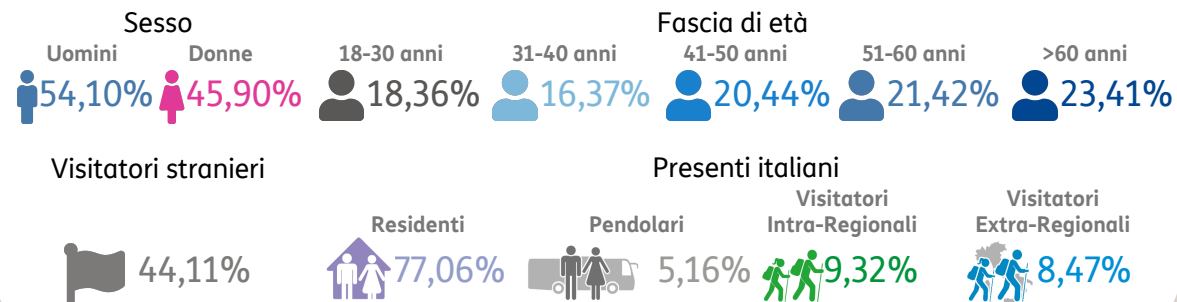 Sesso
Fascia di età
Uomini Donne 18-30 anni 31-40 anni 41-50 anni 51-60 anni >60 anni
54,10% 45,90% 18,36% 16,37% 20,44% 21,42% 23,41%
Visitatori stranieri
Presenti italiani
Residenti
Pendolari
Visitatori
Intra-Regionali
Visitatori
Extra-Regionali
44,11% 77,06% 5,16% 9,32% 8,47%